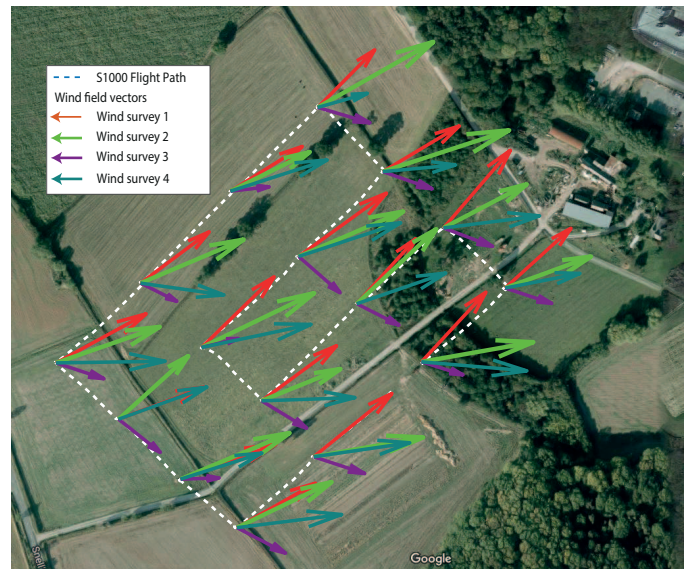 S1000 Flight Path
Wind field vectors
Wind survey 1
Wind survey 2
Wind survey 3
Wind survey 4
Snell
Google